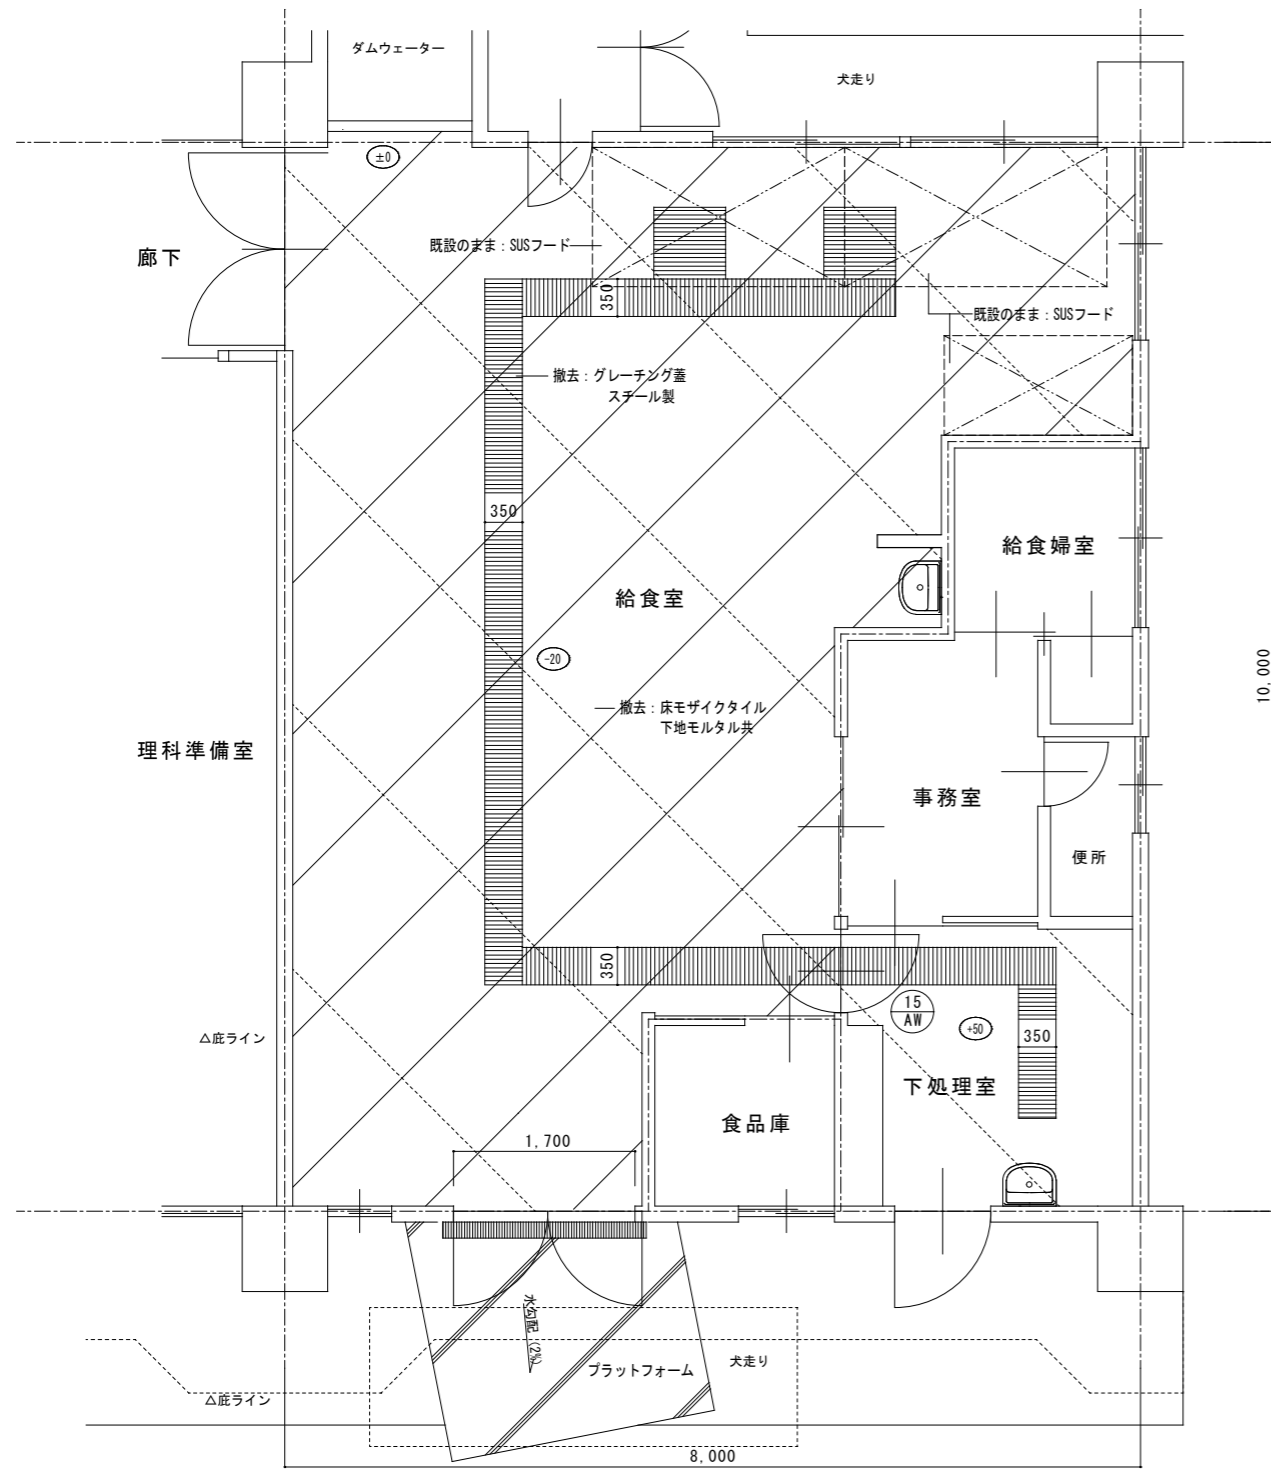 ダムウェーター
犬走り
±0
廊下
既設のまま：SUSフード
350
既設のまま：SUSフード
撤去：グレーチング蓋
スチール製
350
給食婦室
給食室
-20
10,000
撤去：床モザイクタイル
下地モルタル共
理科準備室
事務室
便所
350
15
AW
+50
350
△庇ライン
下処理室
食品庫
1,700
水勾配 (2%)
プラットフォーム
犬走り
△庇ライン
8,000